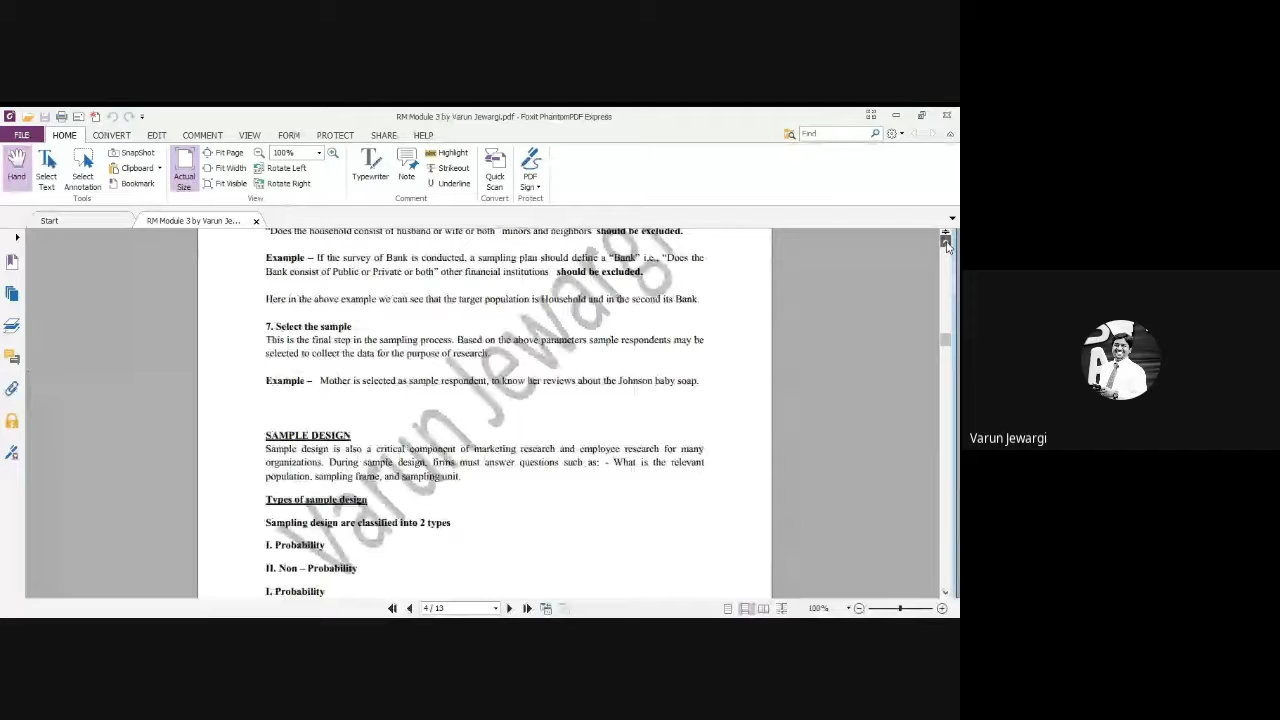 RM Module 3 by Varun Jewargi.pdf - Foxit PhantomPDF Express
FILE HOME CONVERT EDIT COMMENT VIEW FORM PROTECT SHARE HELP Find
Hand
Select Text
Select Annotation
SnapShot
Clipboard
Bookmark
Tools
Actual Size
Fit Page
Fit Width
Fit Visible
100%
Rotate Left
Rotate Right
View
Typewriter
Note
Highlight
Strikeout
Underline
Comment
Quick Scan
Convert
PDF Sign
Protect
Start
RM Module 3 by Varun Je...
"Does the household consist of husband or wife or both" minors and neighbors should be excluded.
Example – If the survey of Bank is conducted, a sampling plan should define a "Bank" i.e., "Does the
Bank consist of Public or Private or both" other financial institutions should be excluded.
Here in the above example we can see that the target population is Household and in the second its Bank.
7. Select the sample
This is the final step in the sampling process. Based on the above parameters sample respondents may be
selected to collect the data for the purpose of research.
Example – Mother is selected as sample respondent, to know her reviews about the Johnson baby soap.
SAMPLE DESIGN
Sample design is also a critical component of marketing research and employee research for many
organizations. During sample design, firms must answer questions such as: - What is the relevant
population, sampling frame, and sampling unit.
Types of sample design
Sampling design are classified into 2 types
I. Probability
II. Non – Probability
I. Probability
Varun Jewargi
4 / 13
100%
Varun Jewargi